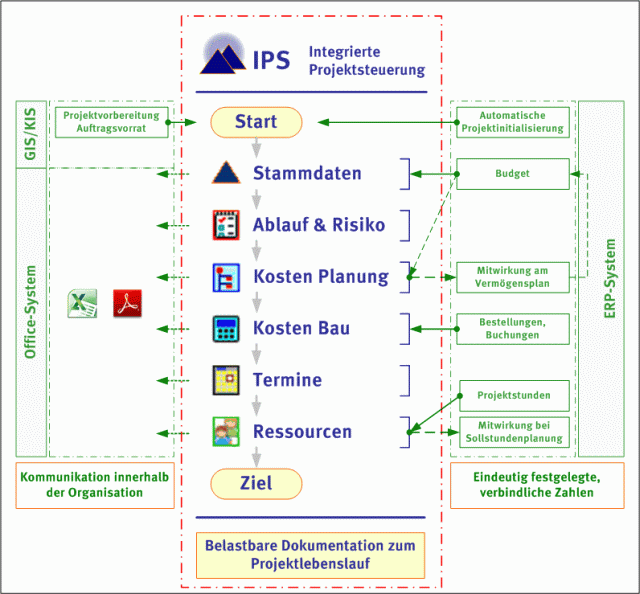 IPS
Integrierte
Projektsteuerung
GIS/KIS
Projektvorbereitung
Auftragsvorrat
Start
Automatische
Projektinitialisierung
Stammdaten
Budget
Ablauf & Risiko
Office-System
ERP-System
Kosten Planung
Mitwirkung am
Vermögensplan
Kosten Bau
Bestellungen,
Buchungen
Termine
Projektstunden
Ressourcen
Mitwirkung bei
Sollstundenplanung
Kommunikation innerhalb
der Organisation
Ziel
Eindeutig festgelegte,
verbindliche Zahlen
Belastbare Dokumentation zum
Projektlebenslauf